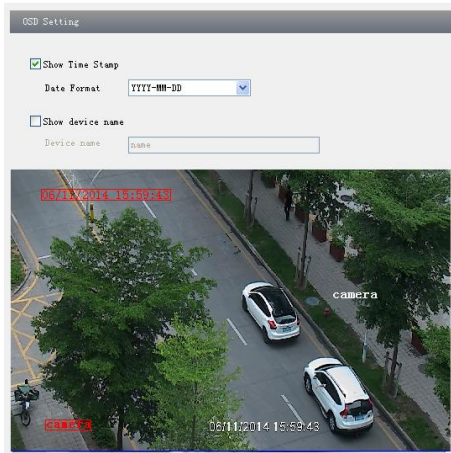 OSD Setting
Show Time Stamp
Date Format YYYY-MM-DD
Show device name
Device name name
06/11/2014 15:59:43
camera
camera
06/11/2014 15:59:43